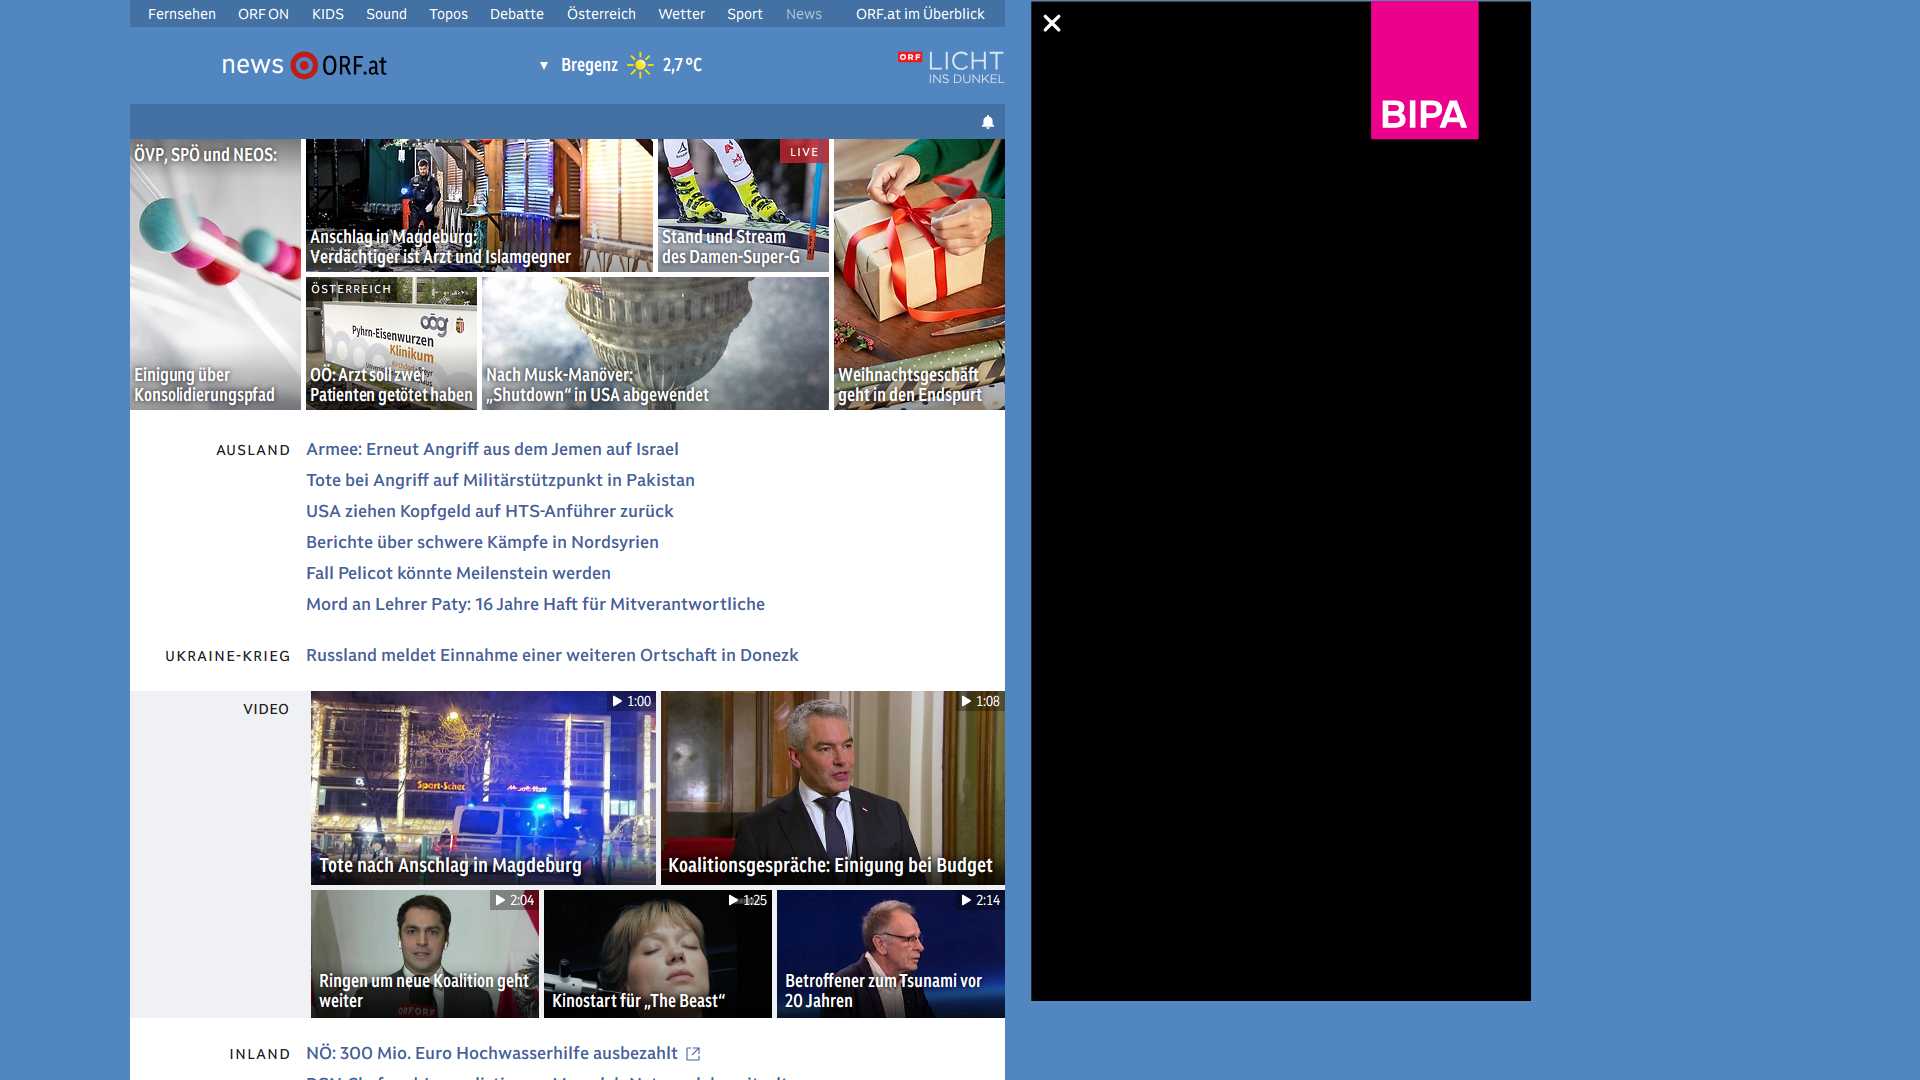 Fernsehen ORF ON KIDS Sound Topos Debatte Österreich Wetter Sport News ORF.at im Überblick
news ORF.at
Bregenz 2,7 °C
ORF LICHT
INS DUNKEL
BIPA
ÖVP, SPÖ und NEOS:
Einigung über
Konsolidierungspfad
Anschlag in Magdeburg:
Verdächtiger ist Arzt und Islamgegner
LIVE
Stand und Stream
des Damen-Super-G
ÖSTERREICH
öög
Pyhrn-Eisenwurzen
Klinikum
OÖ: Arzt soll zwei
Patienten getötet haben
Nach Musk-Manöver:
„Shutdown“ in USA abgewendet
Weihnachtsgeschäft
geht in den Endspurt
AUSLAND
Armee: Erneut Angriff aus dem Jemen auf Israel
Tote bei Angriff auf Militärstützpunkt in Pakistan
USA ziehen Kopfgeld auf HTS-Anführer zurück
Berichte über schwere Kämpfe in Nordsyrien
Fall Pelicot könnte Meilenstein werden
Mord an Lehrer Paty: 16 Jahre Haft für Mitverantwortliche
UKRAINE-KRIEG
Russland meldet Einnahme einer weiteren Ortschaft in Donezk
VIDEO
1:00
Tote nach Anschlag in Magdeburg
1:08
Koalitionsgespräche: Einigung bei Budget
2:04
Ringen um neue Koalition geht
weiter
1:25
Kinostart für „The Beast“
2:14
Betroffener zum Tsunami vor
20 Jahren
INLAND
NÖ: 300 Mio. Euro Hochwasserhilfe ausbezahlt